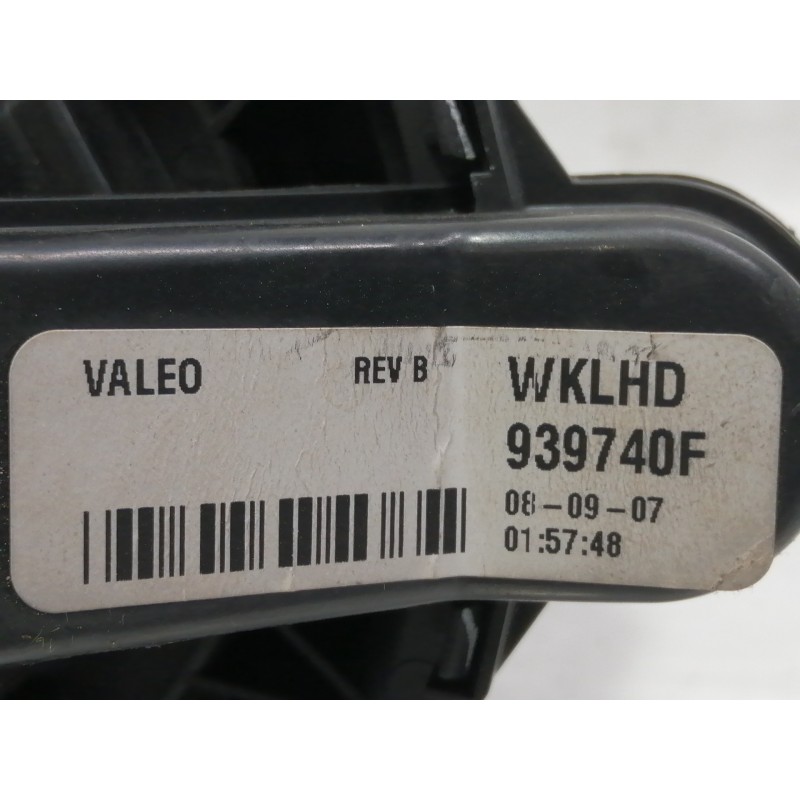 VALEO REV B WKLHD
939740F
08-09-07
01:57:48